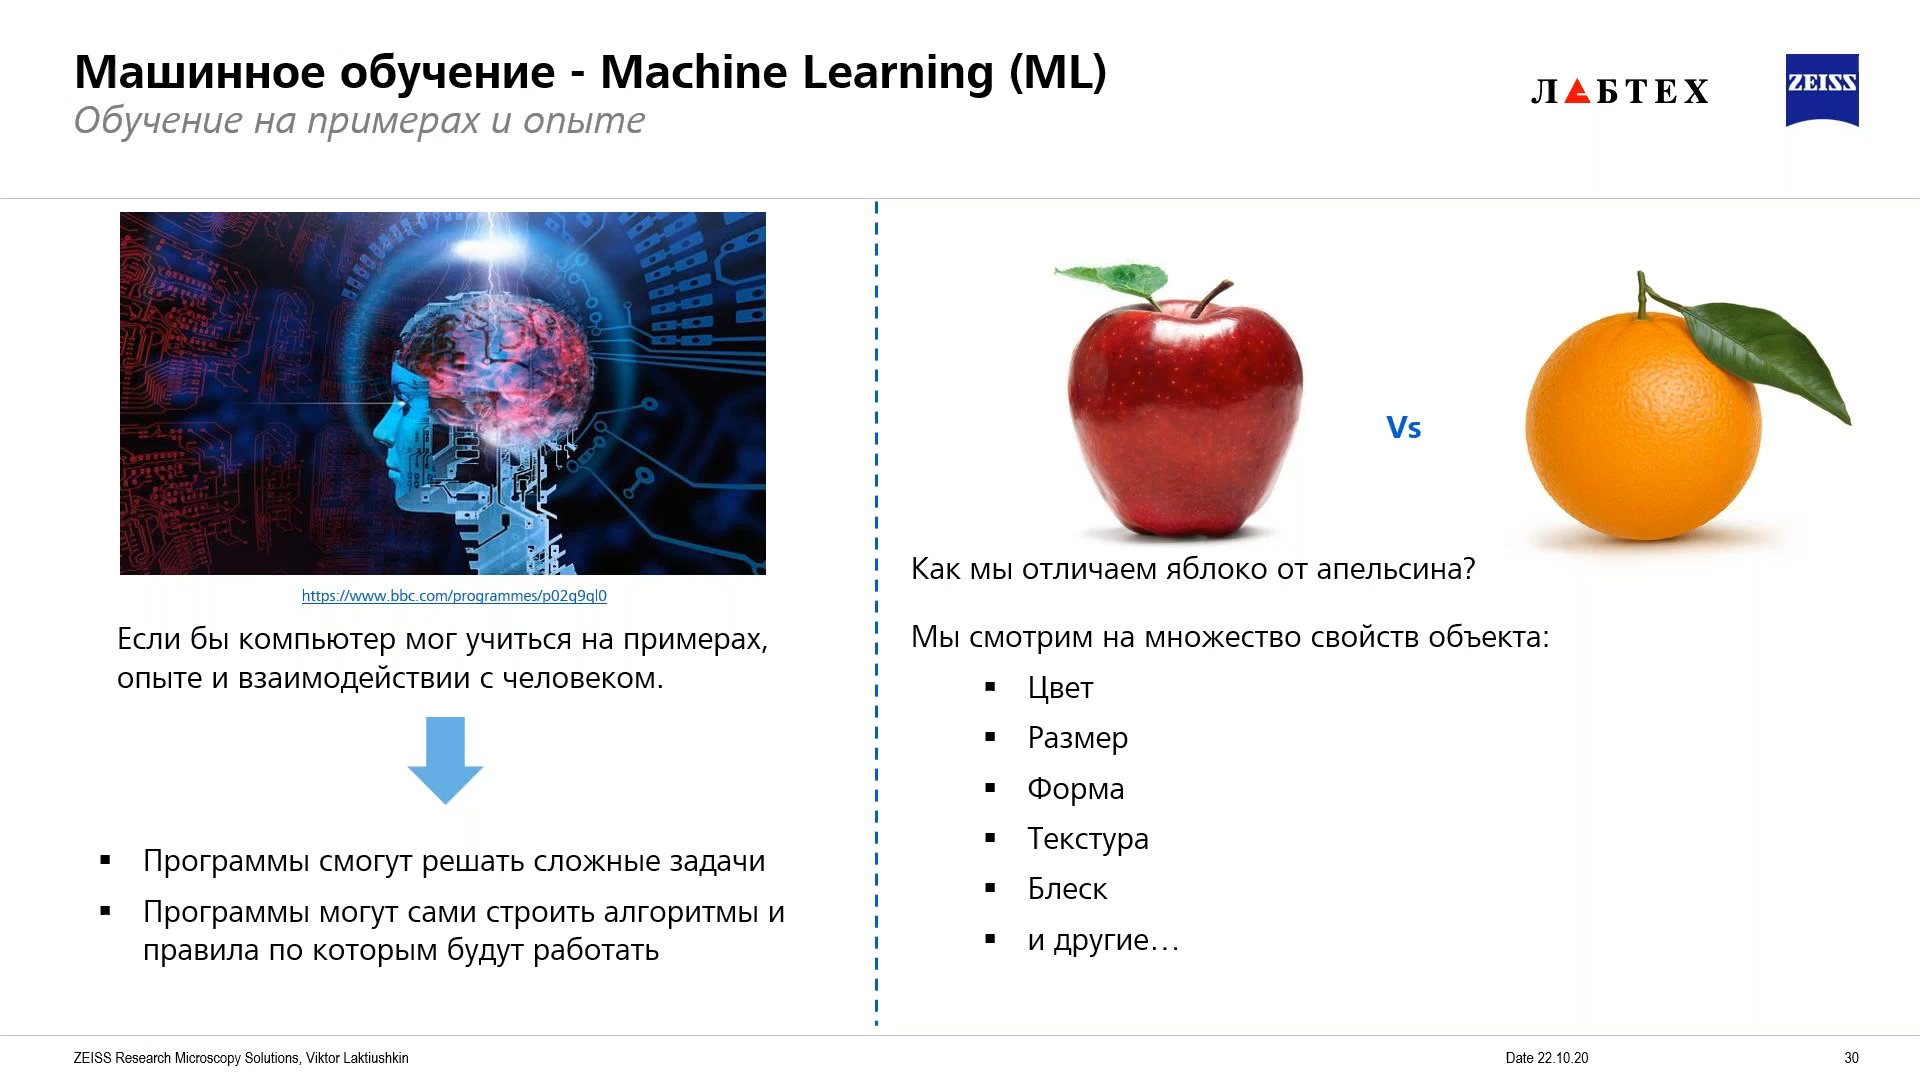 Машинное обучение - Machine Learning (ML)
Обучение на примерах и опыте
ЛАБТЕХ
ZEISS
https://www.bbc.com/programmes/p02q9ql0
Если бы компьютер мог учиться на примерах,
опыте и взаимодействии с человеком.
▪ Программы смогут решать сложные задачи
▪ Программы могут сами строить алгоритмы и
правила по которым будут работать
Vs
Как мы отличаем яблоко от апельсина?
Мы смотрим на множество свойств объекта:
▪ Цвет
▪ Размер
▪ Форма
▪ Текстура
▪ Блеск
▪ и другие…
ZEISS Research Microscopy Solutions, Viktor Laktiushkin
Date 22.10.20
30